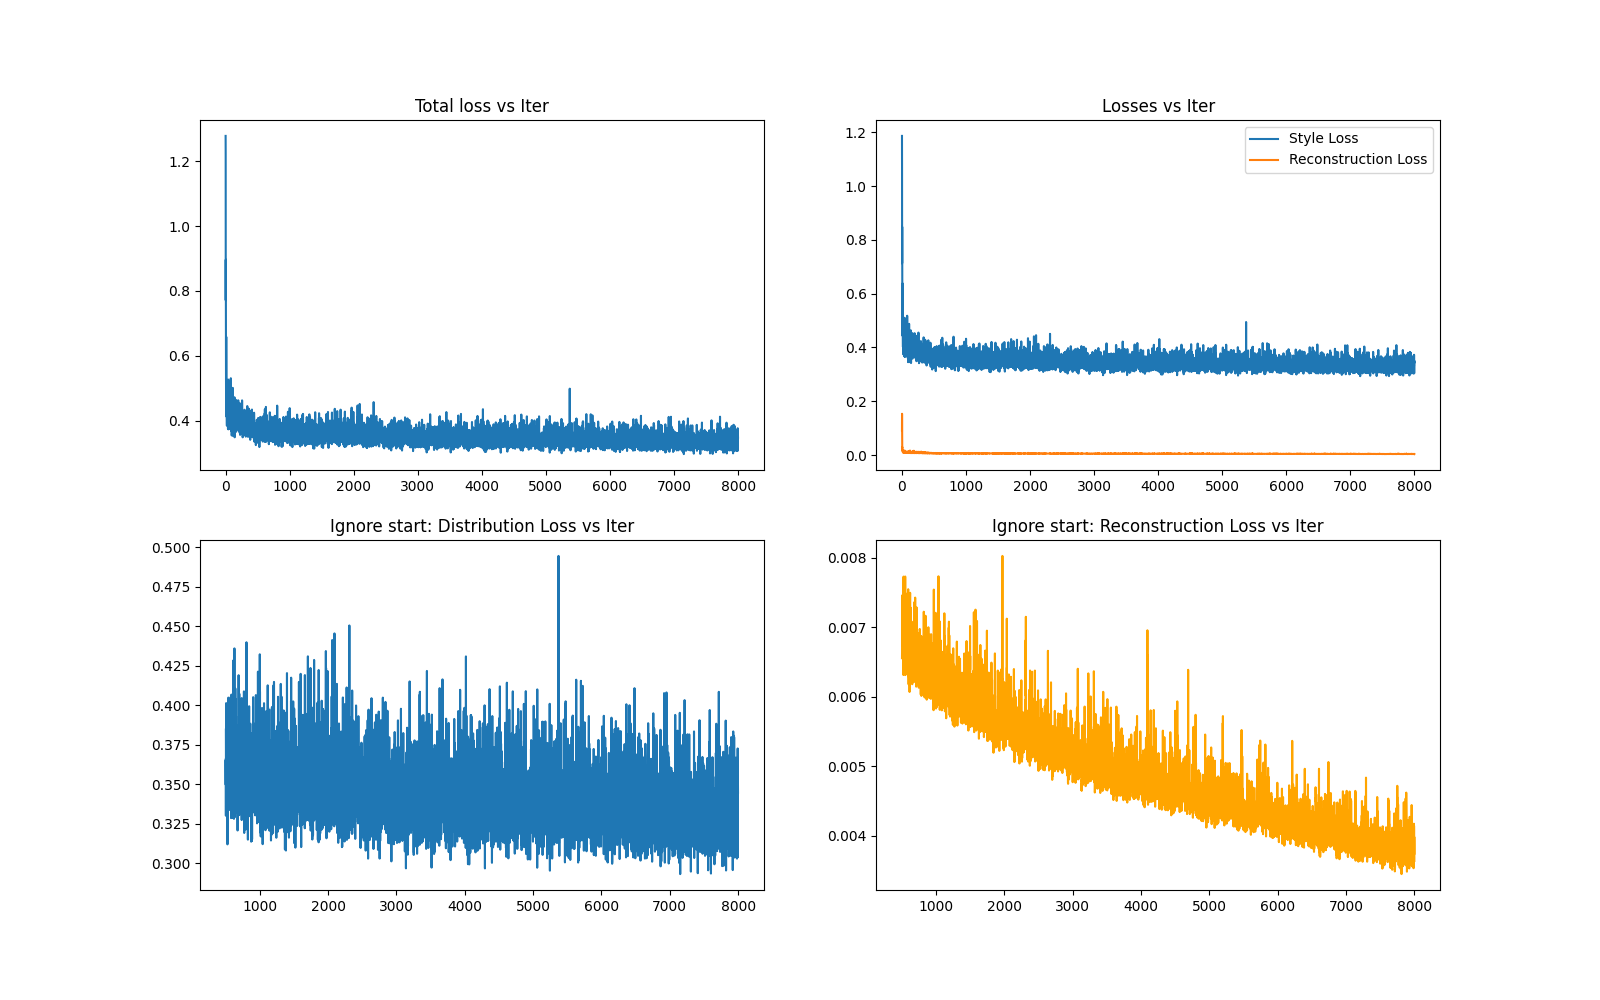 Total loss vs Iter
1.2
1.0
0.8
0.6
0.4
0 1000 2000 3000 4000 5000 6000 7000 8000
Losses vs Iter
Style Loss
Reconstruction Loss
1.2
1.0
0.8
0.6
0.4
0.2
0.0
0 1000 2000 3000 4000 5000 6000 7000 8000
Ignore start: Distribution Loss vs Iter
0.500
0.475
0.450
0.425
0.400
0.375
0.350
0.325
0.300
1000 2000 3000 4000 5000 6000 7000 8000
Ignore start: Reconstruction Loss vs Iter
0.008
0.007
0.006
0.005
0.004
1000 2000 3000 4000 5000 6000 7000 8000